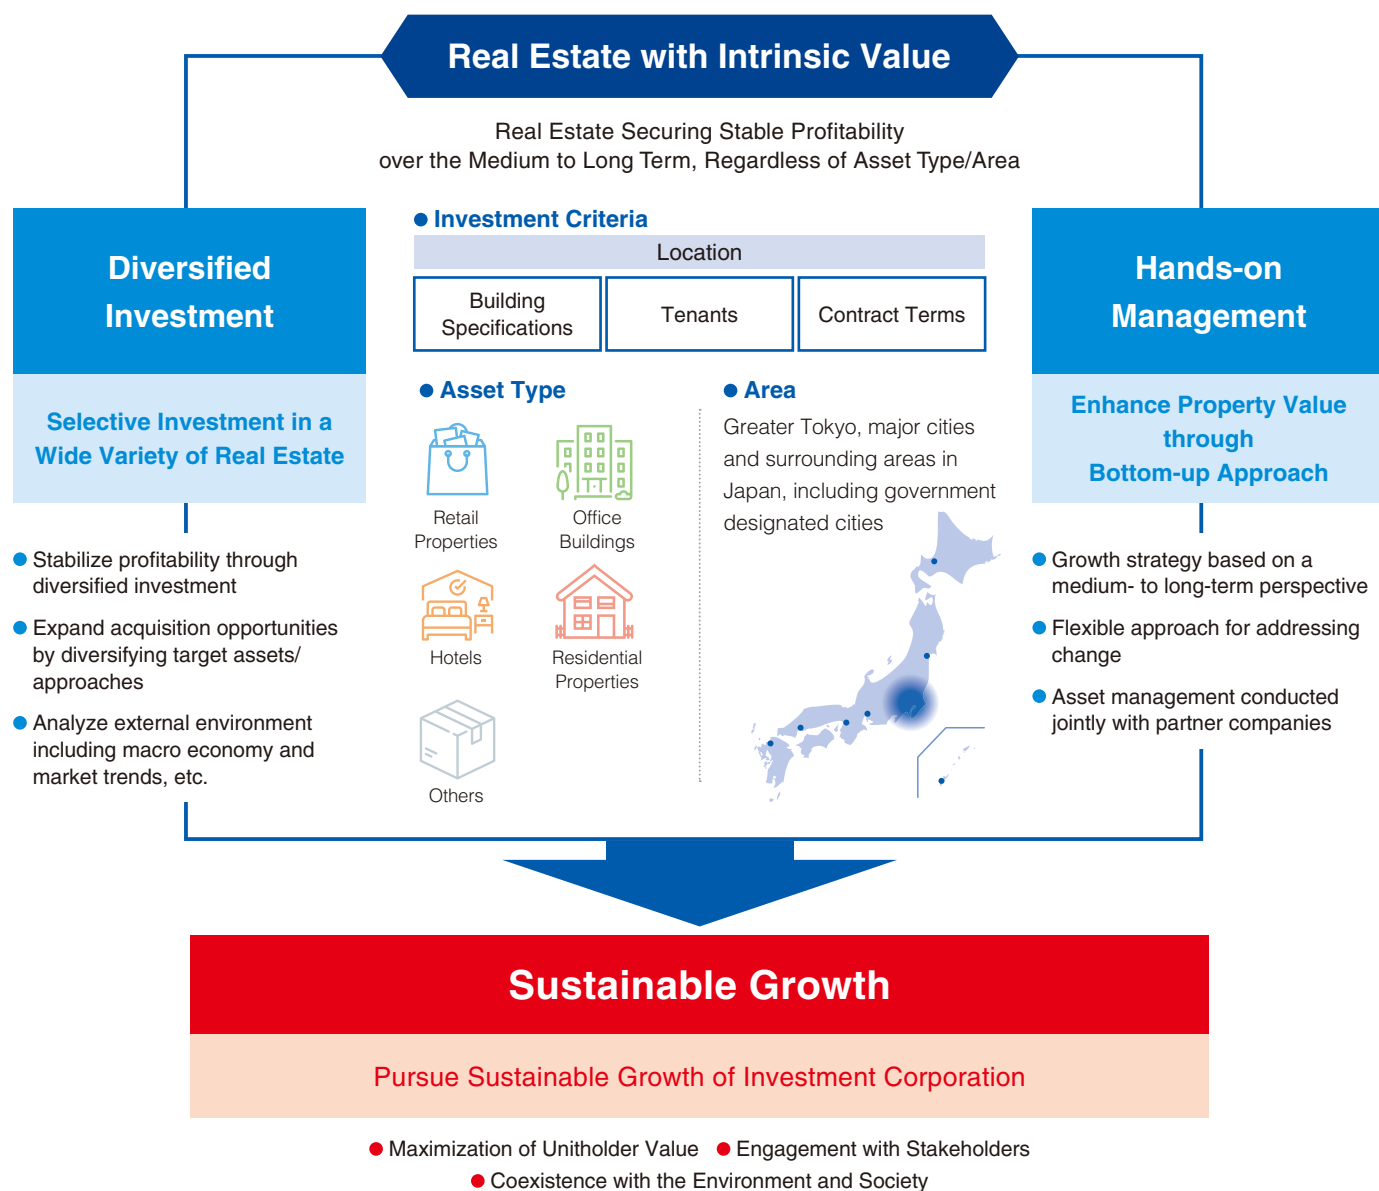 Real Estate with Intrinsic Value
Real Estate Securing Stable Profitability
over the Medium to Long Term, Regardless of Asset Type/Area
Diversified
Investment
Selective Investment in a
Wide Variety of Real Estate
● Stabilize profitability through
diversified investment
● Expand acquisition opportunities
by diversifying target assets/
approaches
● Analyze external environment
including macro economy and
market trends, etc.
● Investment Criteria
Location
Building
Specifications
Tenants
Contract Terms
● Asset Type
Retail
Properties
Office
Buildings
Hotels
Residential
Properties
Others
● Area
Greater Tokyo, major cities
and surrounding areas in
Japan, including government
designated cities
Hands-on
Management
Enhance Property Value
through
Bottom-up Approach
● Growth strategy based on a
medium- to long-term perspective
● Flexible approach for addressing
change
● Asset management conducted
jointly with partner companies
Sustainable Growth
Pursue Sustainable Growth of Investment Corporation
● Maximization of Unitholder Value ● Engagement with Stakeholders
● Coexistence with the Environment and Society